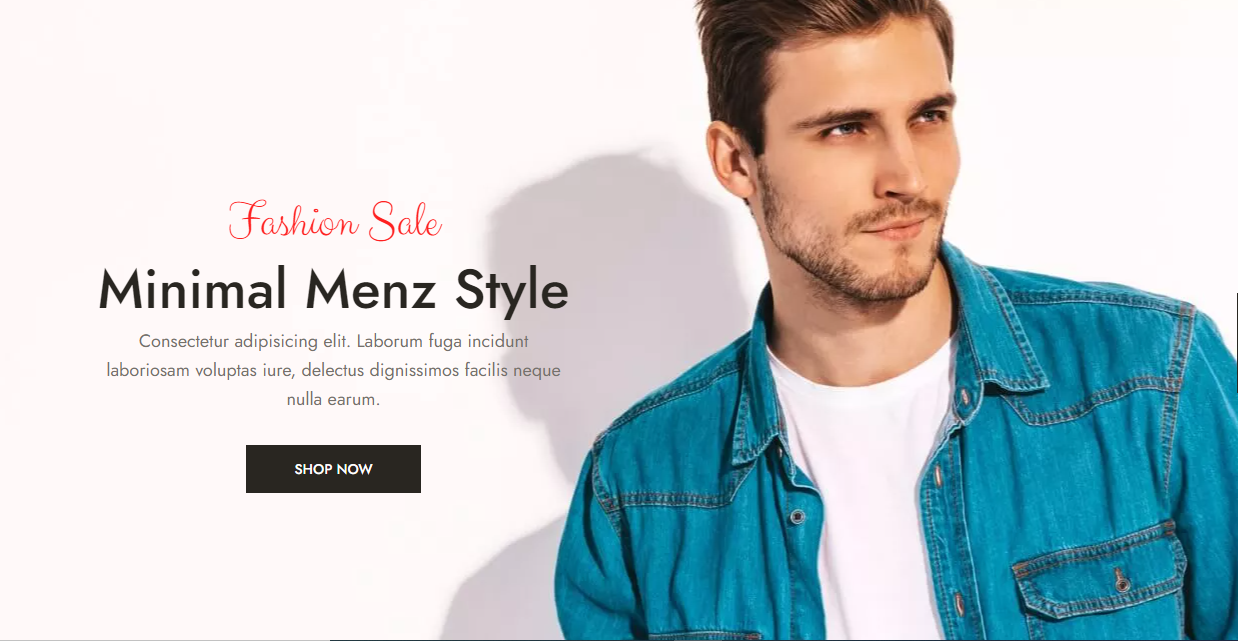 Fashion Sale
Minimal Menz Style
Consectetur adipisicing elit. Laborum fuga incidunt
laboriosam voluptas iure, delectus dignissimos facilis neque
nulla earum.
SHOP NOW